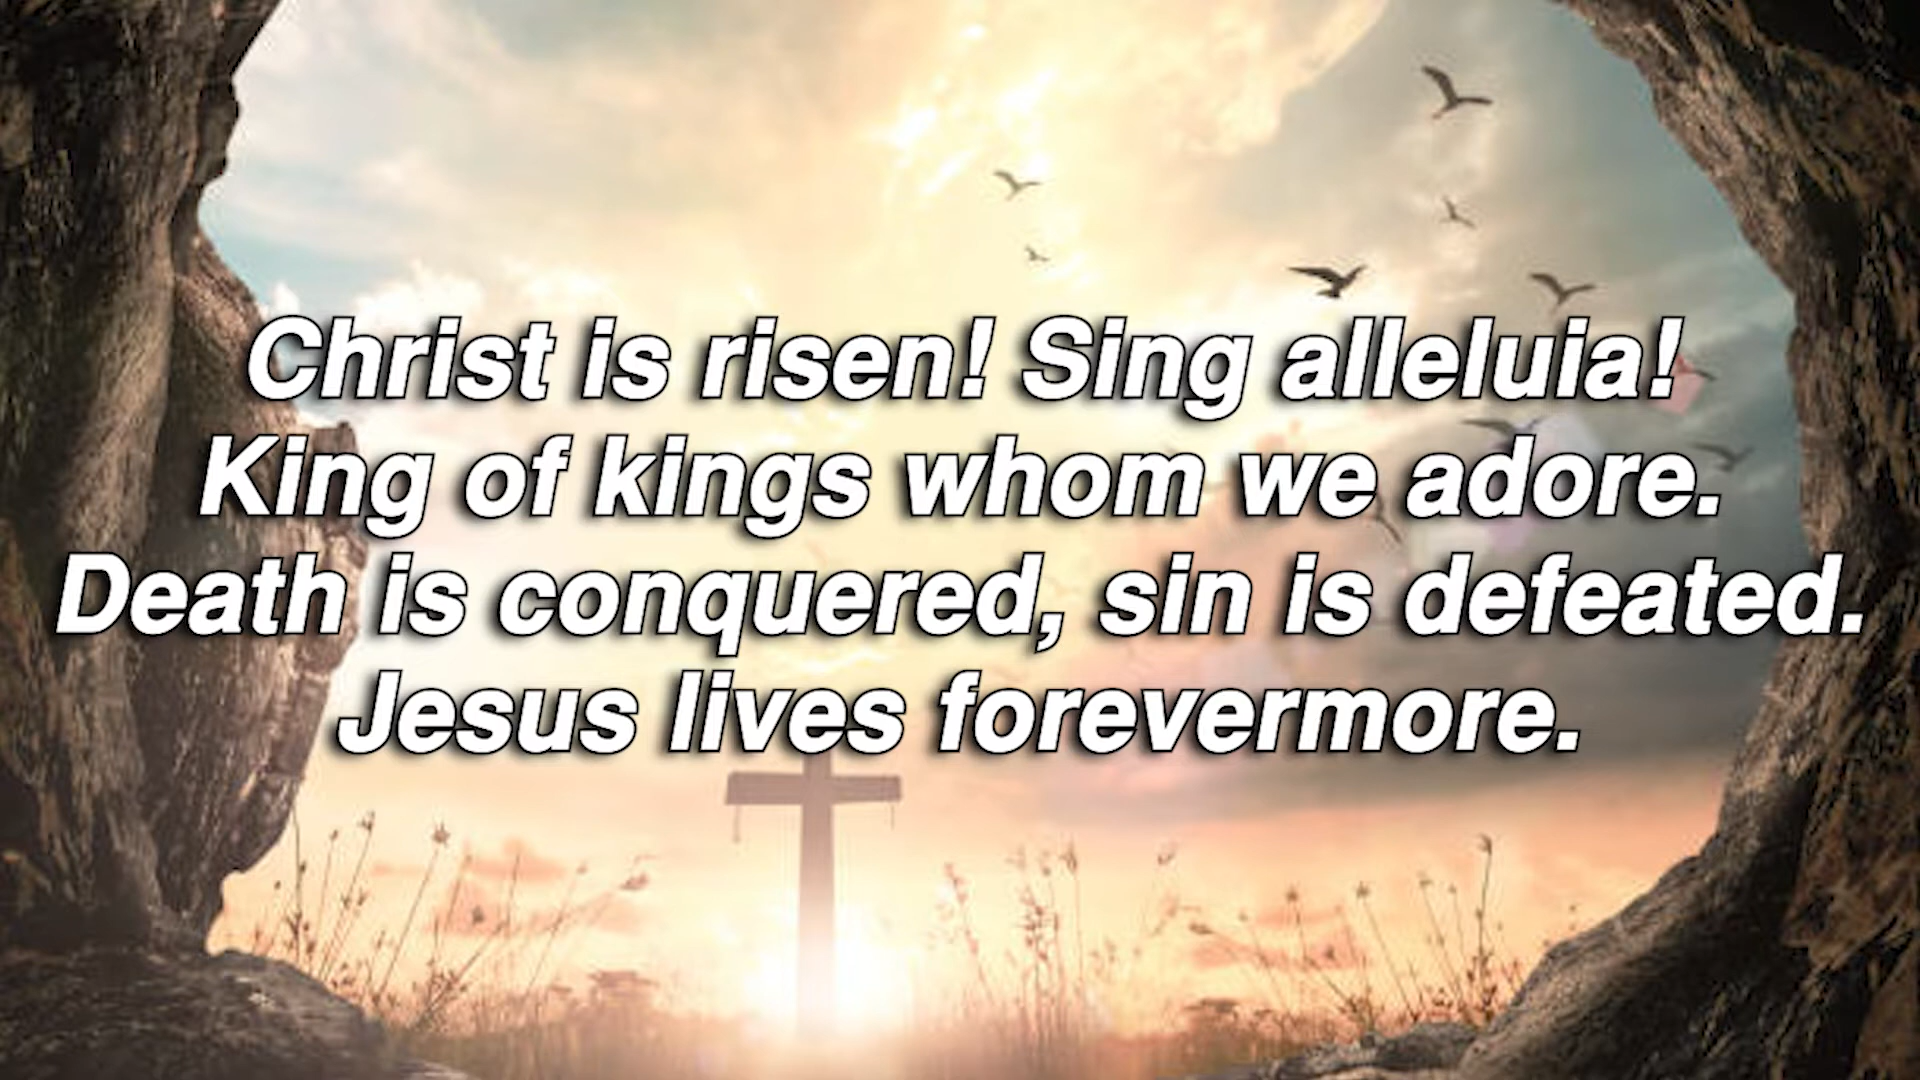 Christ is risen! Sing alleluia!
King of kings whom we adore.
Death is conquered, sin is defeated.
Jesus lives forevermore.